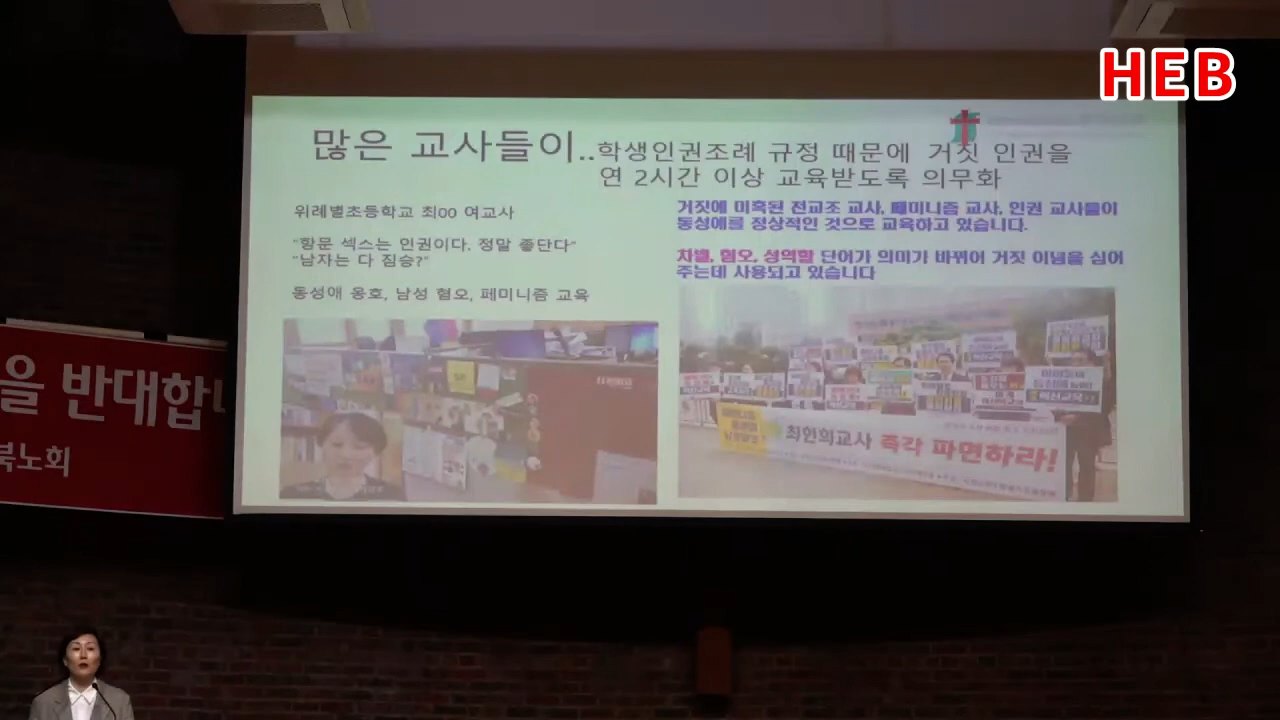 HEB
많은 교사들이..학생인권조례 규정 때문에 거짓 인권을
연 2시간 이상 교육받도록 의무화
위레별초등학교 최00 여교사
"항문 섹스는 인권이다. 정말 좋단다"
"남자는 다 짐승?"
동성애 옹호, 남성 혐오, 페미니즘 교육
거짓에 미혹된 전교조 교사, 페미니즘 교사, 인권 교사들이
동성애를 정상적인 것으로 교육하고 있습니다.
차별, 혐오, 성역할 단어가 의미가 바뀌어 거짓 이념을 심어
주는데 사용되고 있습니다
최현희교사 즉각 파면하라!
을 반대합니
북노회